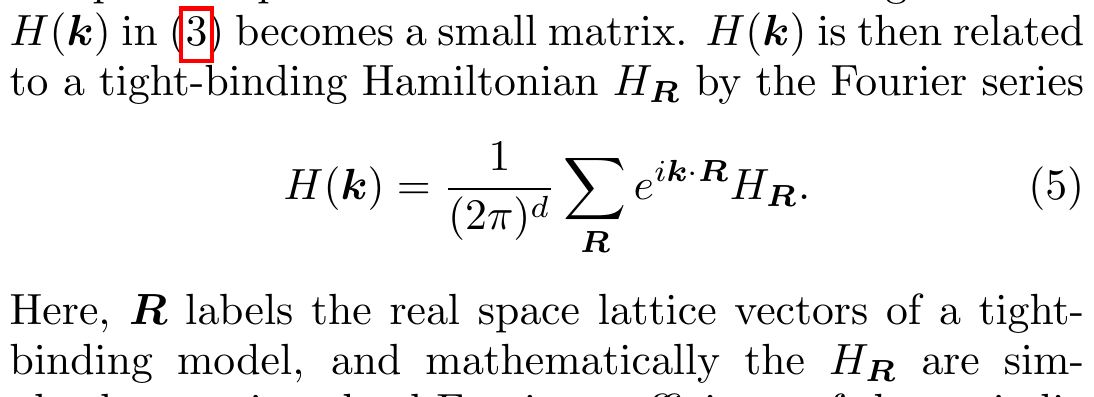 H(k) in (3) becomes a small matrix. H(k) is then related
to a tight-binding Hamiltonian H_R by the Fourier series
H(k) = \frac{1}{(2π)^d} \sum_R e^{ik·R} H_R. (5)
Here, R labels the real space lattice vectors of a tight-
binding model, and mathematically the H_R are sim-